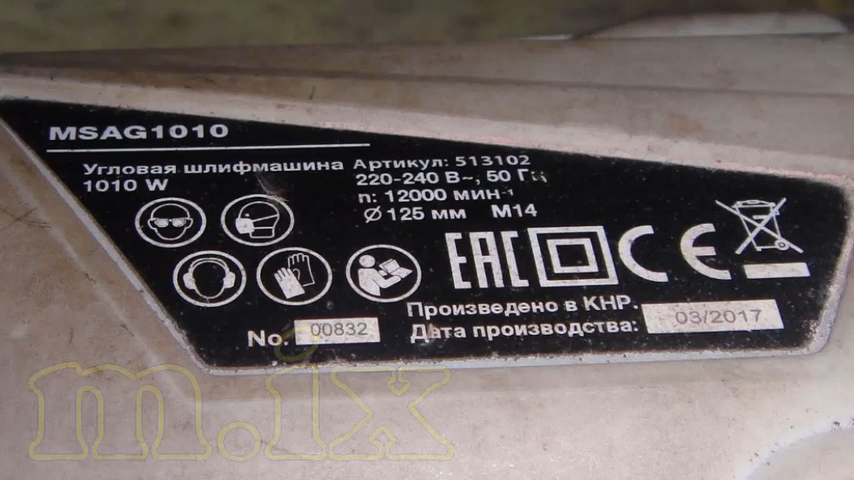 MSAG1010
Угловая шлифмашина Артикул: 513102
1010 W 220-240 В~, 50 Гц
n: 12000 мин-¹
Ø 125 мм M14
EAC CE
Произведено в КНР.
No. 00832 Дата производства: 03/2017
m.ix